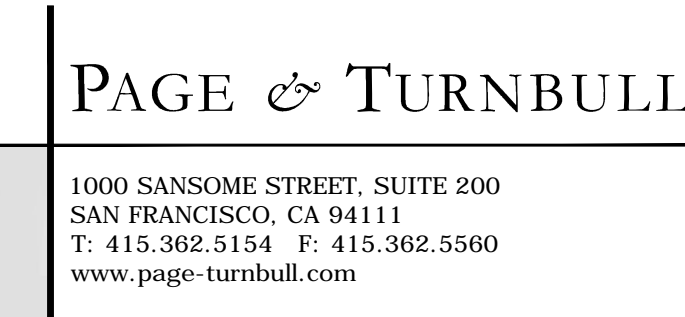 PAGE & TURNBULL
1000 SANSOME STREET, SUITE 200
SAN FRANCISCO, CA 94111
T: 415.362.5154 F: 415.362.5560
www.page-turnbull.com